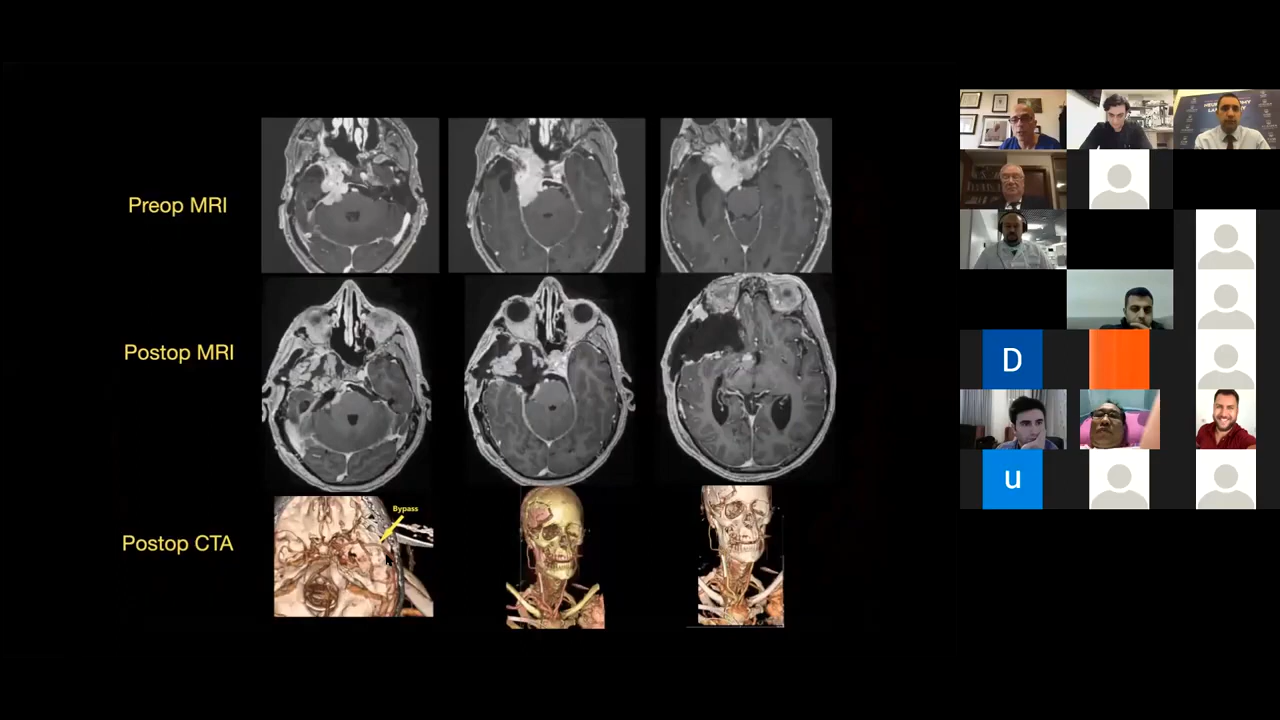 Preop MRI
Postop MRI
Postop CTA
Bypass
D
u